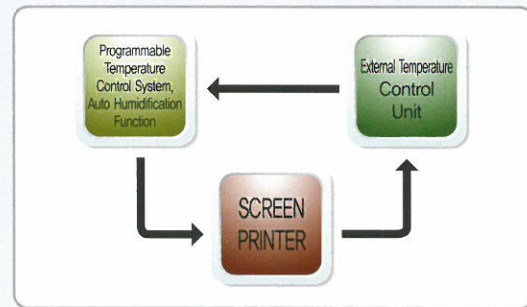 Programmable
Temperature
Control System,
Auto Humidification
Function
External Temperature
Control
Unit
SCREEN
PRINTER